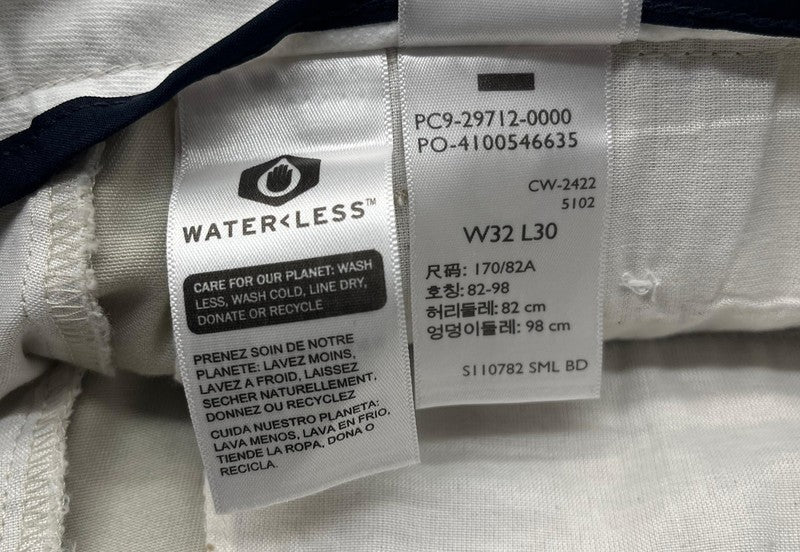 WATER<LESS™
CARE FOR OUR PLANET: WASH
LESS, WASH COLD, LINE DRY,
DONATE OR RECYCLE
PRENEZ SOIN DE NOTRE
PLANETE: LAVEZ MOINS,
LAVEZ A FROID, LAISSEZ
SECHER NATURELLEMENT,
DONNEZ OU RECYCLEZ
CUIDA NUESTRO PLANETA:
LAVA MENOS, LAVA EN FRIO,
TIENDE LA ROPA, DONA O
RECICLA.
PC9-29712-0000
PO-4100546635
CW-2422
5102
W32 L30
尺码: 170/82A
호칭: 82-98
허리둘레: 82 cm
엉덩이둘레: 98 cm
S110782 SML BD